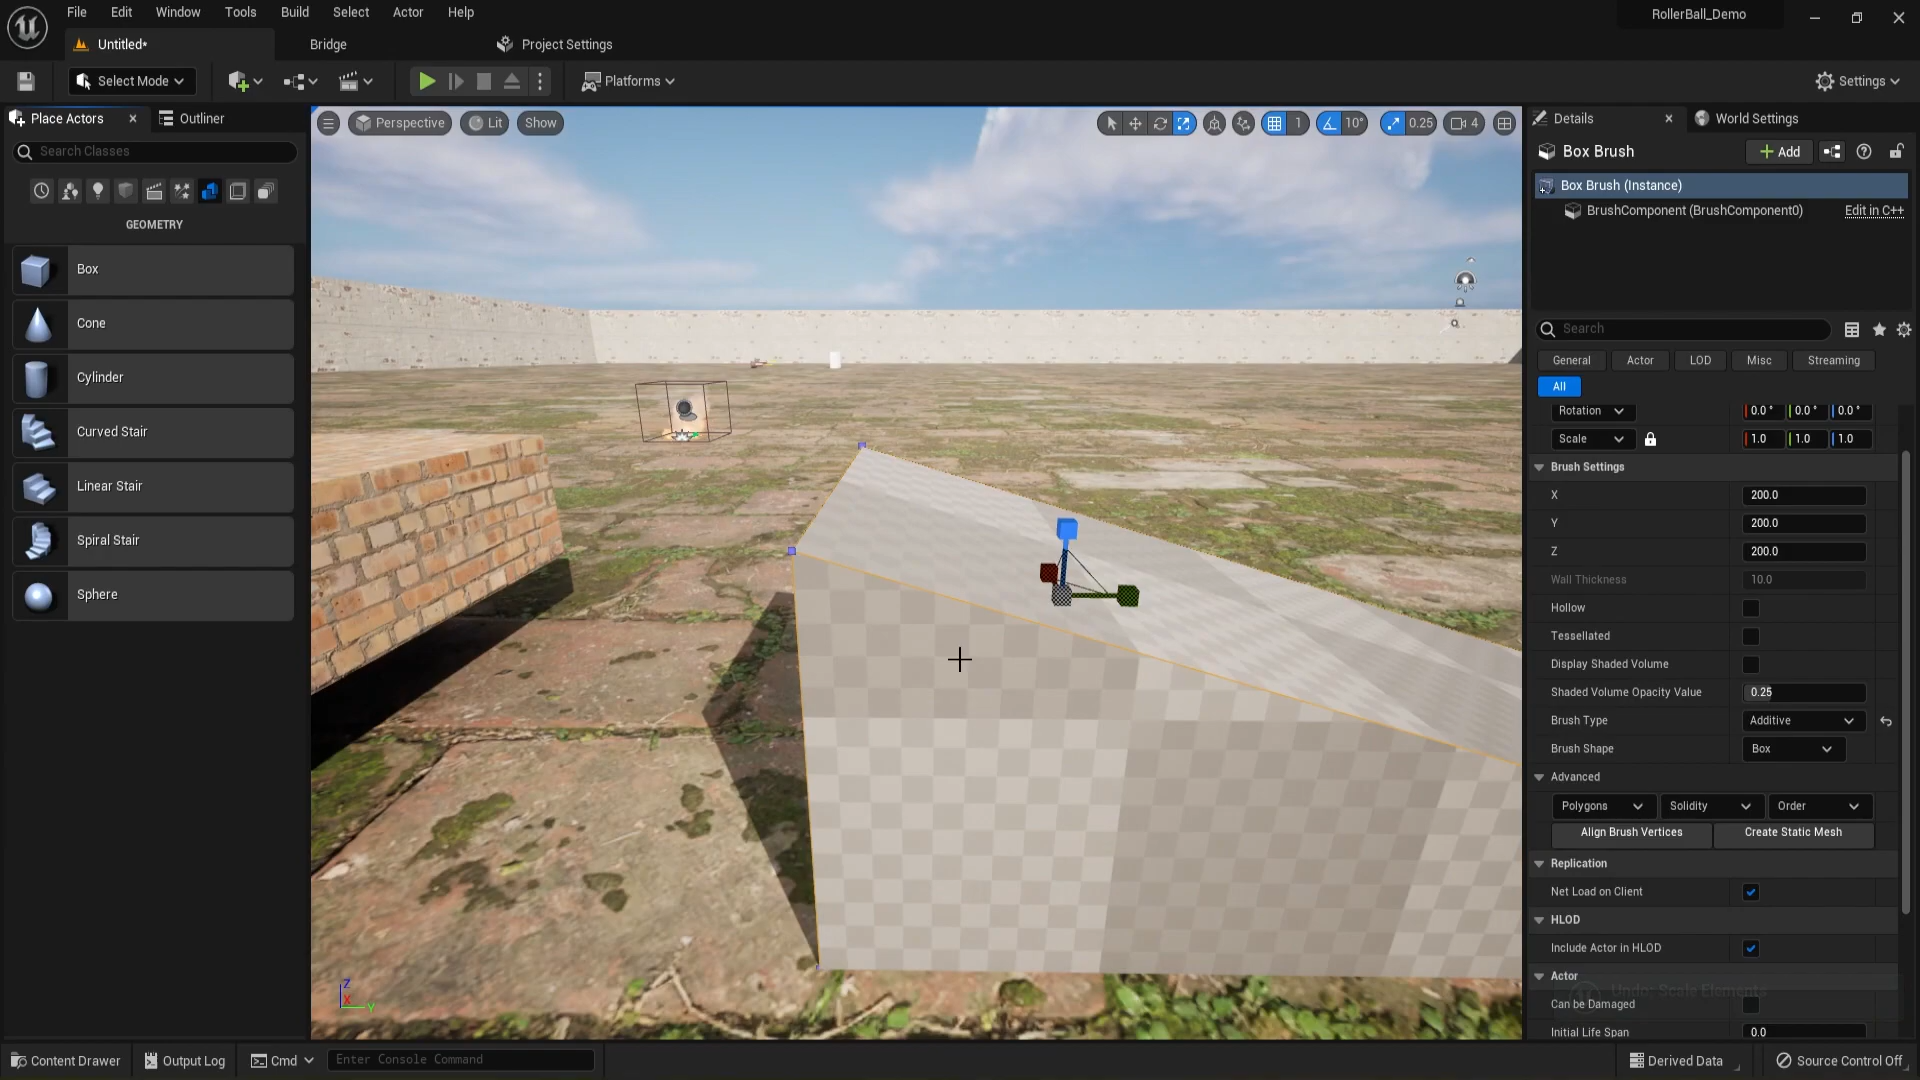 File Edit Window Tools Build Select Actor Help
RollerBall_Demo
Untitled*
Bridge
Project Settings
Select Mode
Platforms
Settings
Place Actors
Outliner
Search Classes
GEOMETRY
Box
Cone
Cylinder
Curved Stair
Linear Stair
Spiral Stair
Sphere
Perspective
Lit
Show
1
10°
0.25
4
Z
X
Y
Details
World Settings
Box Brush
Add
Box Brush (Instance)
BrushComponent (BrushComponent0)
Edit in C++
Search
General
Actor
LOD
Misc
Streaming
All
Rotation
0.0 °
0.0 °
0.0 °
Scale
1.0
1.0
1.0
Brush Settings
X
200.0
Y
200.0
Z
200.0
Wall Thickness
10.0
Hollow
Tessellated
Display Shaded Volume
Shaded Volume Opacity Value
0.25
Brush Type
Additive
Brush Shape
Box
Advanced
Polygons
Solidity
Order
Align Brush Vertices
Create Static Mesh
Replication
Net Load on Client
HLOD
Include Actor in HLOD
Actor
Undo: Scale Elements
Can be Damaged
Initial Life Span
0.0
Content Drawer
Output Log
Cmd
Enter Console Command
Derived Data
Source Control Off